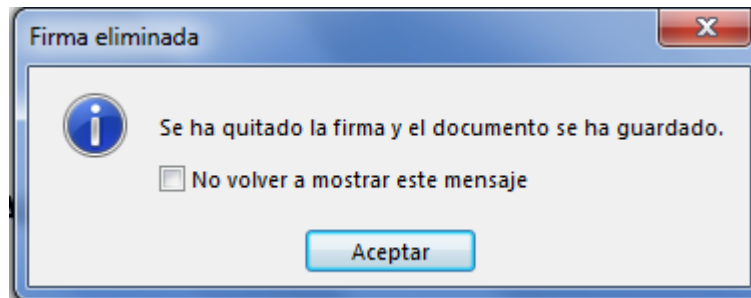 Firma eliminada
Se ha quitado la firma y el documento se ha guardado.
No volver a mostrar este mensaje
Aceptar